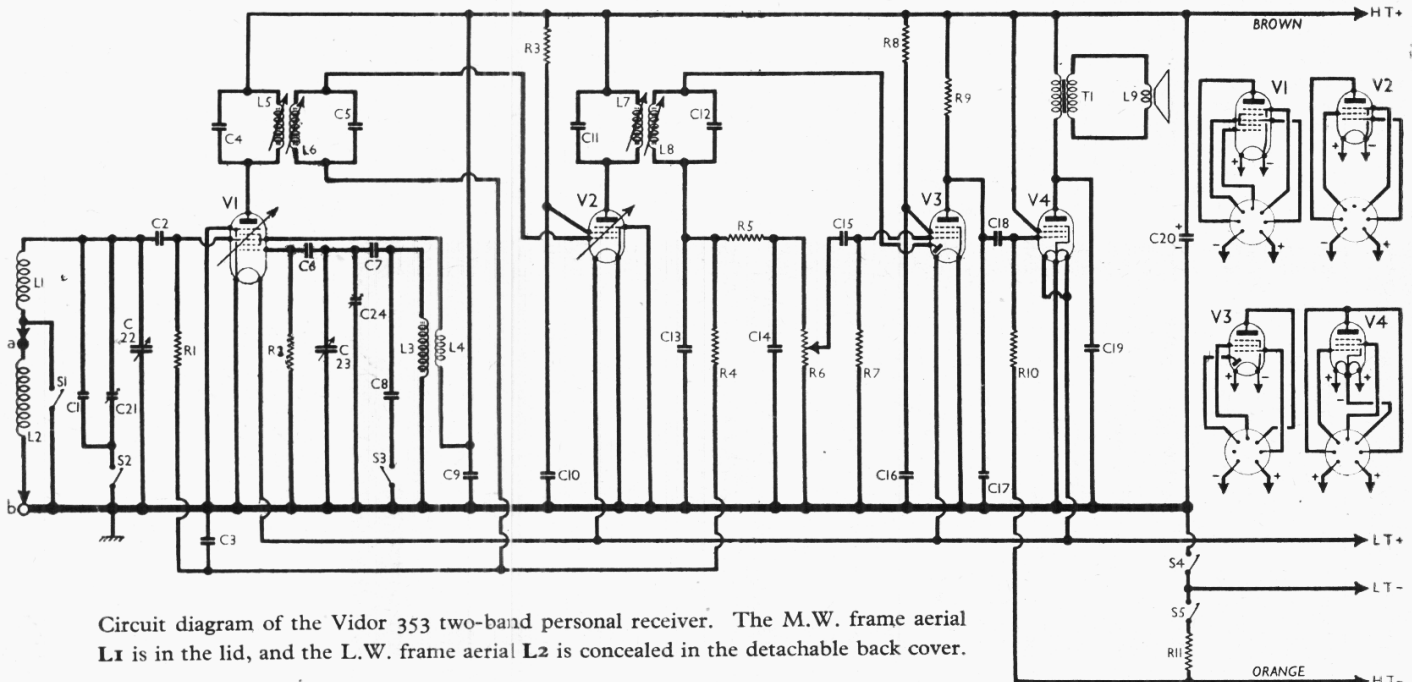 HT+
BROWN
R3
R8
L5
C5
L7
C12
R9
T1
L9
V1
V2
C4
L6
C11
L8
V1
V2
V3
V4
C2
R5
C15
C18
C20
+
-
C6
C7
L1
C24
a
C
22
R1
R2
C
23
L3
L4
C13
C14
C19
V3
V4
S1
C1
C21
C8
R4
R6
R7
R10
L2
S2
S3
C9
C10
C16
C17
b
C3
LT+
S4
LT-
S5
R11
ORANGE
HT-
Circuit diagram of the Vidor 353 two-band personal receiver. The M.W. frame aerial
L1 is in the lid, and the L.W. frame aerial L2 is concealed in the detachable back cover.